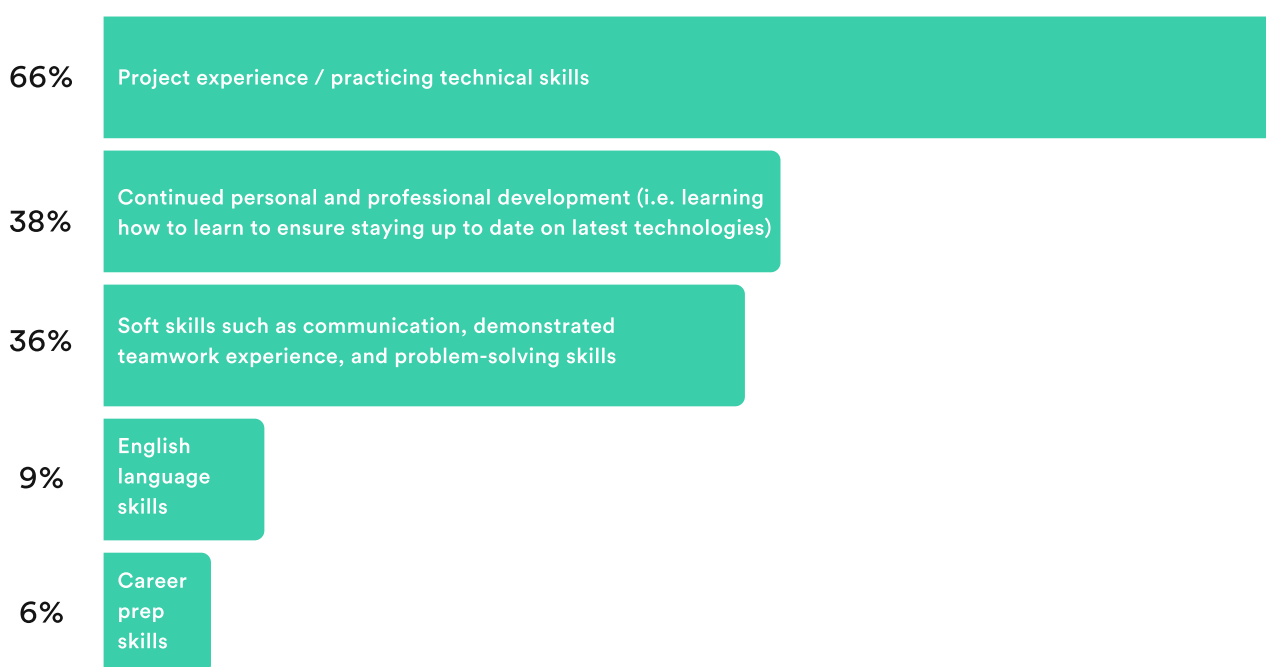 66%
Project experience / practicing technical skills
38%
Continued personal and professional development (i.e. learning
how to learn to ensure staying up to date on latest technologies)
36%
Soft skills such as communication, demonstrated
teamwork experience, and problem-solving skills
9%
English
language
skills
6%
Career
prep
skills